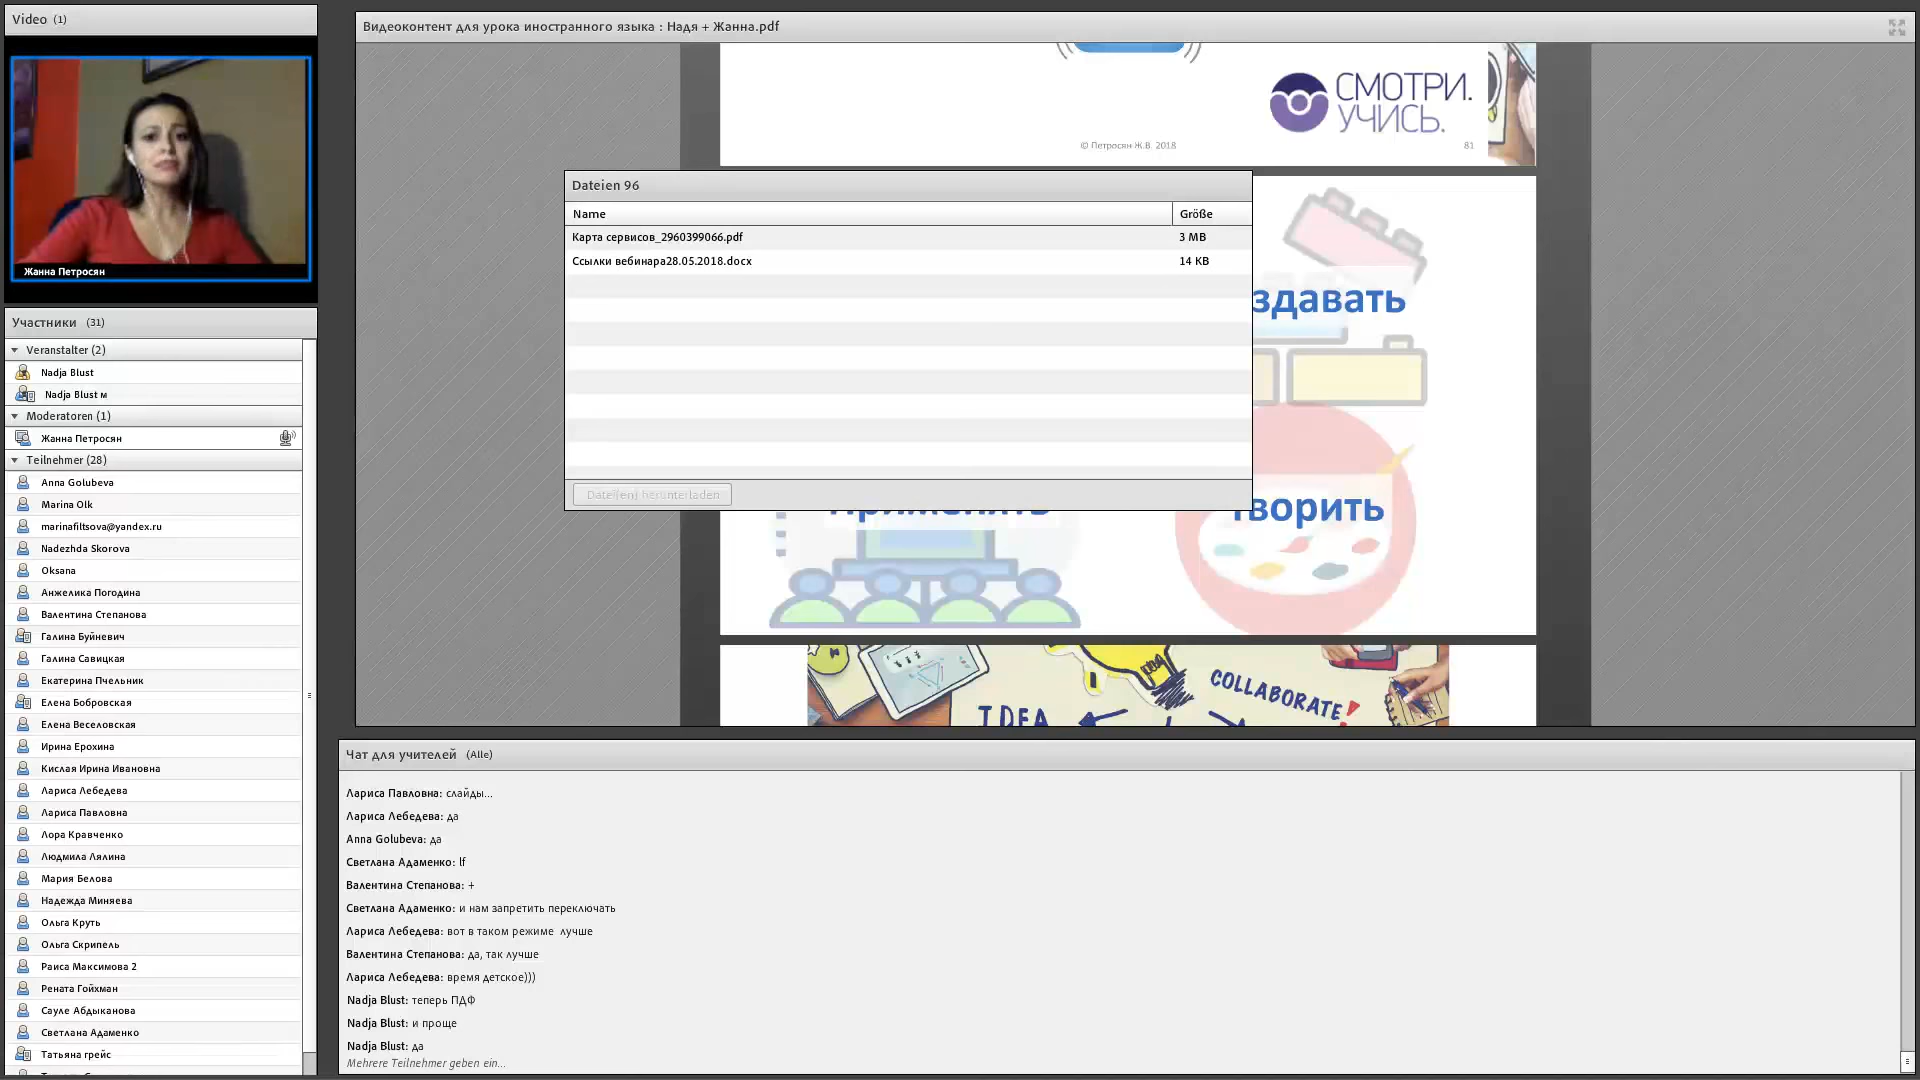 Video (1)
Жанна Петросян
Участники (31)
Veranstalter (2)
Nadja Blust
Nadja Blust м
Moderatoren (1)
Жанна Петросян
Teilnehmer (28)
Anna Golubeva
Marina Olk
marinafiltsova@yandex.ru
Nadezhda Skorova
Oksana
Анжелика Погодина
Валентина Степанова
Галина Буйневич
Галина Савицкая
Екатерина Пчельник
Елена Бобровская
Елена Веселовская
Ирина Ерохина
Кислая Ирина Ивановна
Лариса Лебедева
Лариса Павловна
Лора Кравченко
Людмила Лялина
Мария Белова
Надежда Миняева
Ольга Круть
Ольга Скрипель
Раиса Максимова 2
Рената Гойхман
Сауле Абдыканова
Светлана Адаменко
Татьяна грейс
Видеоконтент для урока иностранного языка : Надя + Жанна.pdf
СМОТРИ.
УЧИСЬ.
© Петросян Ж.В. 2018
81
Dateien 96
Name Größe
Карта сервисов_2960399066.pdf 3 MB
Ссылки вебинара28.05.2018.docx 14 KB
Datei(en) herunterladen
здавать
Применять
творить
IDEA
COLLABORATE!
Чат для учителей (Alle)
Лариса Павловна: слайды...
Лариса Лебедева: да
Anna Golubeva: да
Светлана Адаменко: lf
Валентина Степанова: +
Светлана Адаменко: и нам запретить переключать
Лариса Лебедева: вот в таком режиме лучше
Валентина Степанова: да, так лучше
Лариса Лебедева: время детское)))
Nadja Blust: теперь ПДФ
Nadja Blust: и проще
Nadja Blust: да
Mehrere Teilnehmer geben ein...